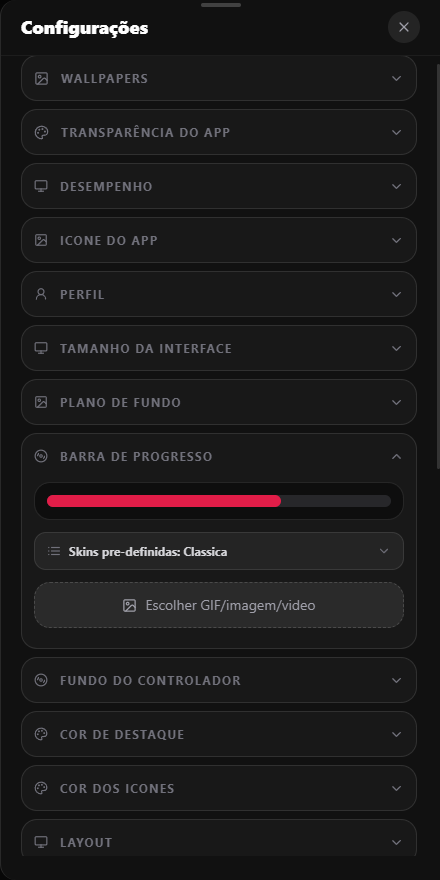 Configurações
WALLPAPERS
TRANSPARÊNCIA DO APP
DESEMPENHO
ICONE DO APP
PERFIL
TAMANHO DA INTERFACE
PLANO DE FUNDO
BARRA DE PROGRESSO
Skins pre-definidas: Classica
Escolher GIF/imagem/video
FUNDO DO CONTROLADOR
COR DE DESTAQUE
COR DOS ICONES
LAYOUT